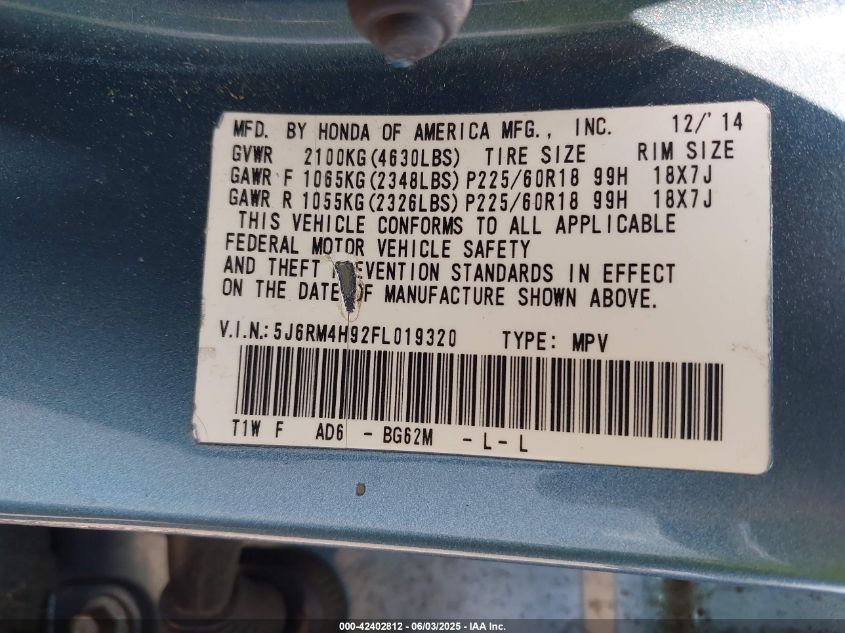 MFD. BY HONDA OF AMERICA MFG., INC. 12/'14
GVWR 2100KG(4630LBS) TIRE SIZE RIM SIZE
GAWR F 1065KG(2348LBS) P225/60R18 99H 18X7J
GAWR R 1055KG(2326LBS) P225/60R18 99H 18X7J
THIS VEHICLE CONFORMS TO ALL APPLICABLE
FEDERAL MOTOR VEHICLE SAFETY
AND THEFT PREVENTION STANDARDS IN EFFECT
ON THE DATE OF MANUFACTURE SHOWN ABOVE.
V.I.N.: 5J6RM4H92FL019320 TYPE: MPV
T1W F AD6 - BG62M - L - L
000-42402812 - 06/03/2025 - IAA Inc.